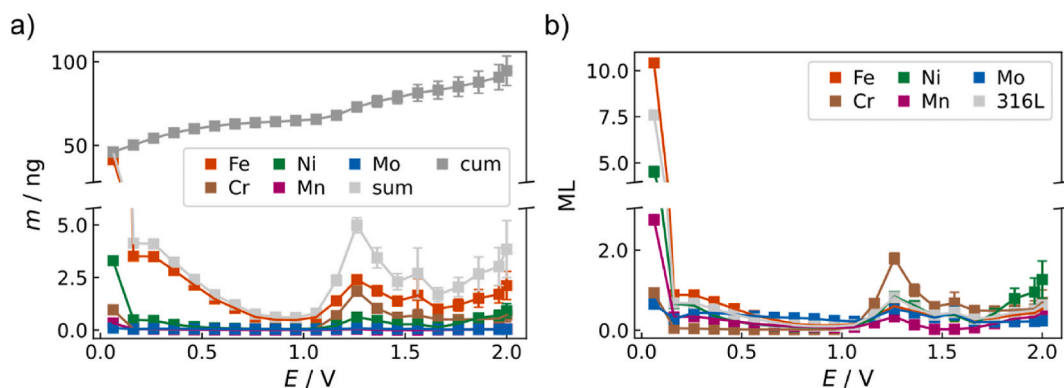 a)
100
50
5.0
2.5
0.0
m / ng
Fe Ni Mo cum
Cr Mn sum
0.0 0.5 1.0 1.5 2.0
E / V
b)
10.0
7.5
5.0
2.0
0.0
ML
Fe Ni Mo
Cr Mn 316L
0.0 0.5 1.0 1.5 2.0
E / V